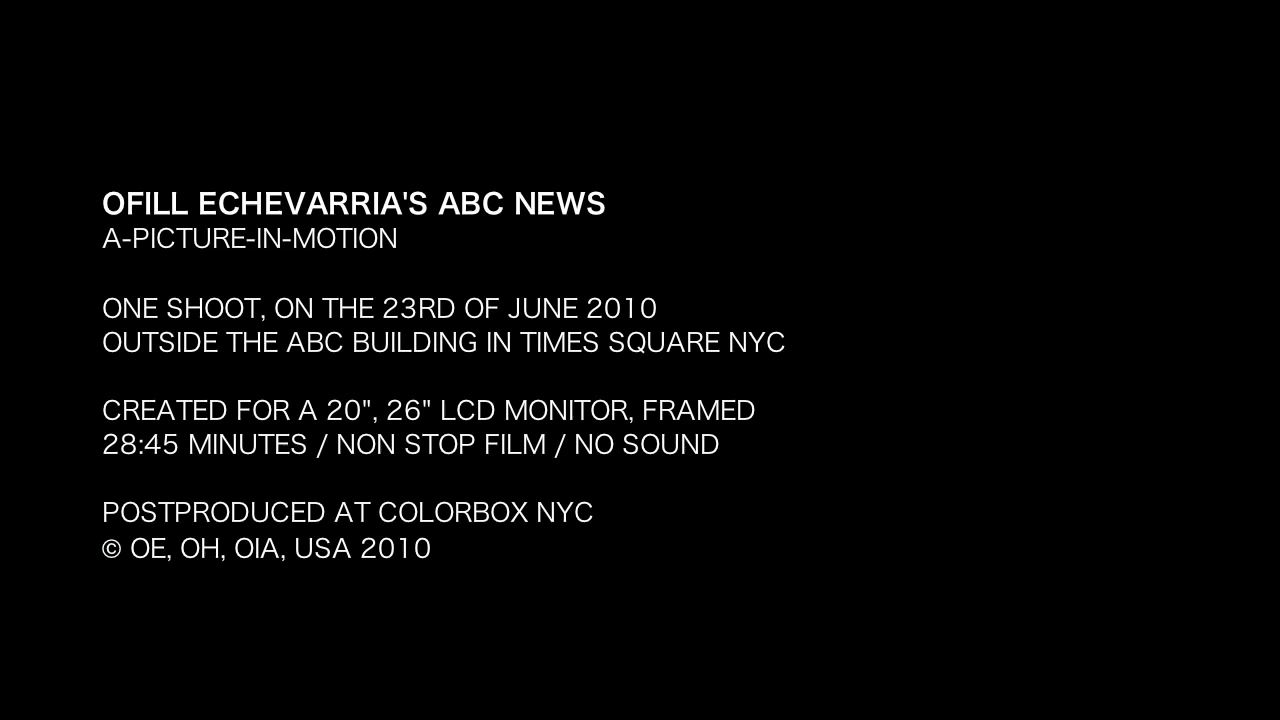 OFILL ECHEVARRIA'S ABC NEWS
A-PICTURE-IN-MOTION
ONE SHOOT, ON THE 23RD OF JUNE 2010
OUTSIDE THE ABC BUILDING IN TIMES SQUARE NYC
CREATED FOR A 20", 26" LCD MONITOR, FRAMED
28:45 MINUTES / NON STOP FILM / NO SOUND
POSTPRODUCED AT COLORBOX NYC
© OE, OH, OIA, USA 2010